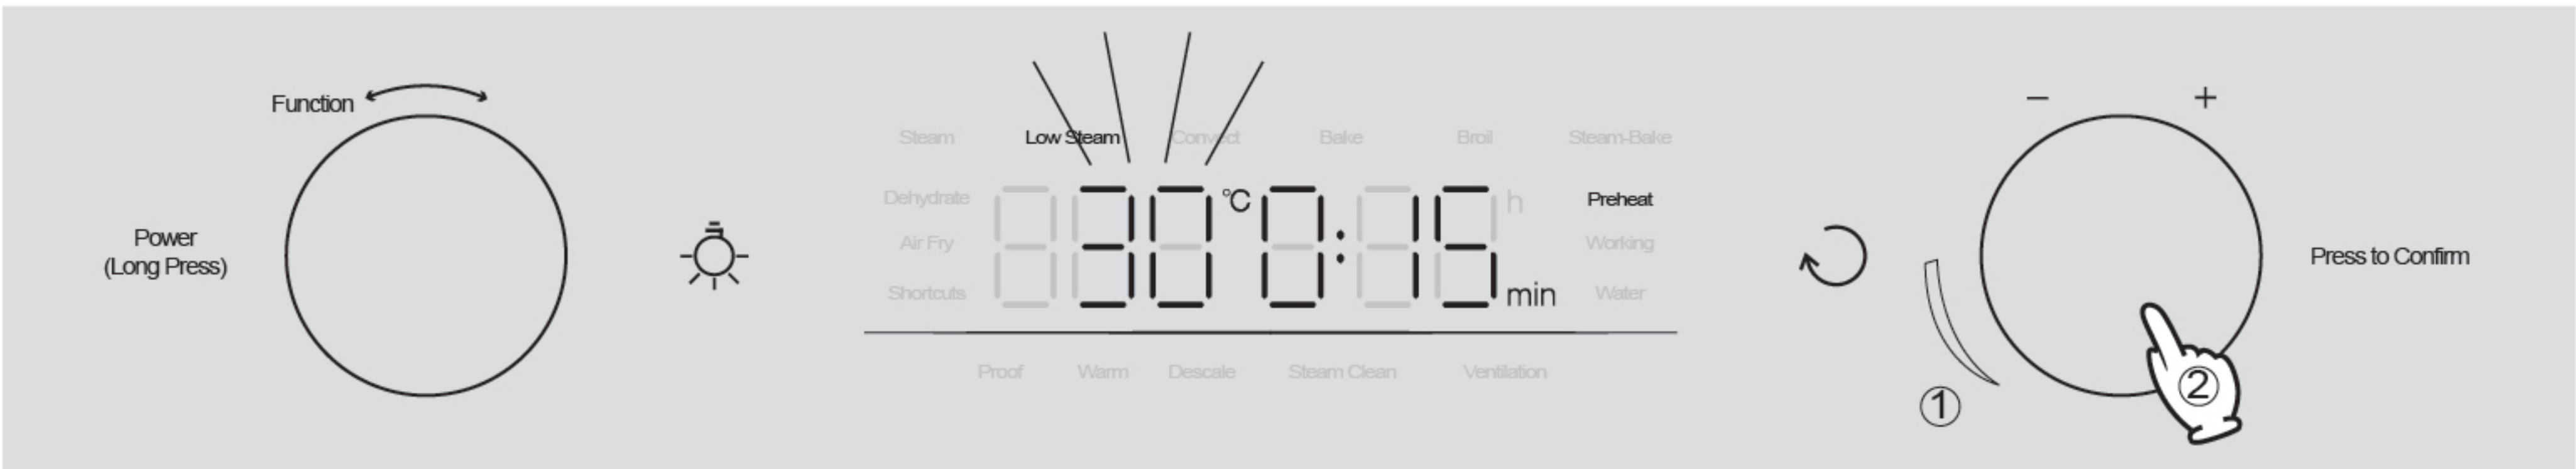 Function
Power
(Long Press)
Steam Low Steam Convect Bake Broil Steam-Bake
Dehydrate Preheat
Air Fry Working
Shortcuts Water
30 °C 0:15 h min
Proof Warm Descale Steam Clean Ventilation
− +
Press to Confirm
① ②